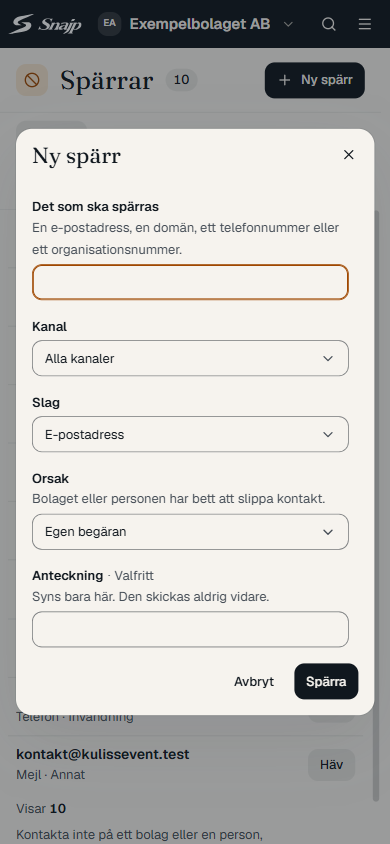 Snajp
EA Exempelbolaget AB
Spärrar 10
Ny spärr
Ny spärr
Det som ska spärras
En e-postadress, en domän, ett telefonnummer eller
ett organisationsnummer.
Kanal
Alla kanaler
Slag
E-postadress
Orsak
Bolaget eller personen har bett att slippa kontakt.
Egen begäran
Anteckning · Valfritt
Syns bara här. Den skickas aldrig vidare.
Avbryt
Spärra
Telefon · Invändning
kontakt@kulissevent.test
Mejl · Annat
Häv
Visar 10
Kontakta inte på ett bolag eller en person,